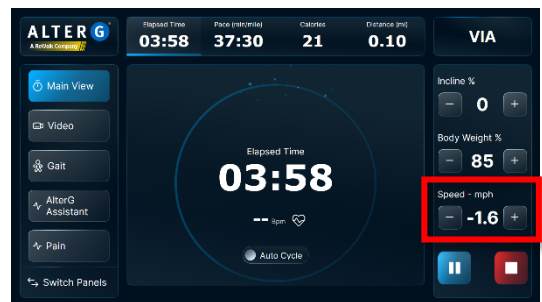 ALTER G
A ReWalk Company
Elapsed Time
03:58
Pace (min/mile)
37:30
Calories
21
Distance (mi)
0.10
VIA
Main View
Video
Gait
AlterG
Assistant
Pain
Switch Panels
Elapsed Time
03:58
-- Bpm
Auto Cycle
Incline %
- 0 +
Body Weight %
- 85 +
Speed - mph
- -1.6 +